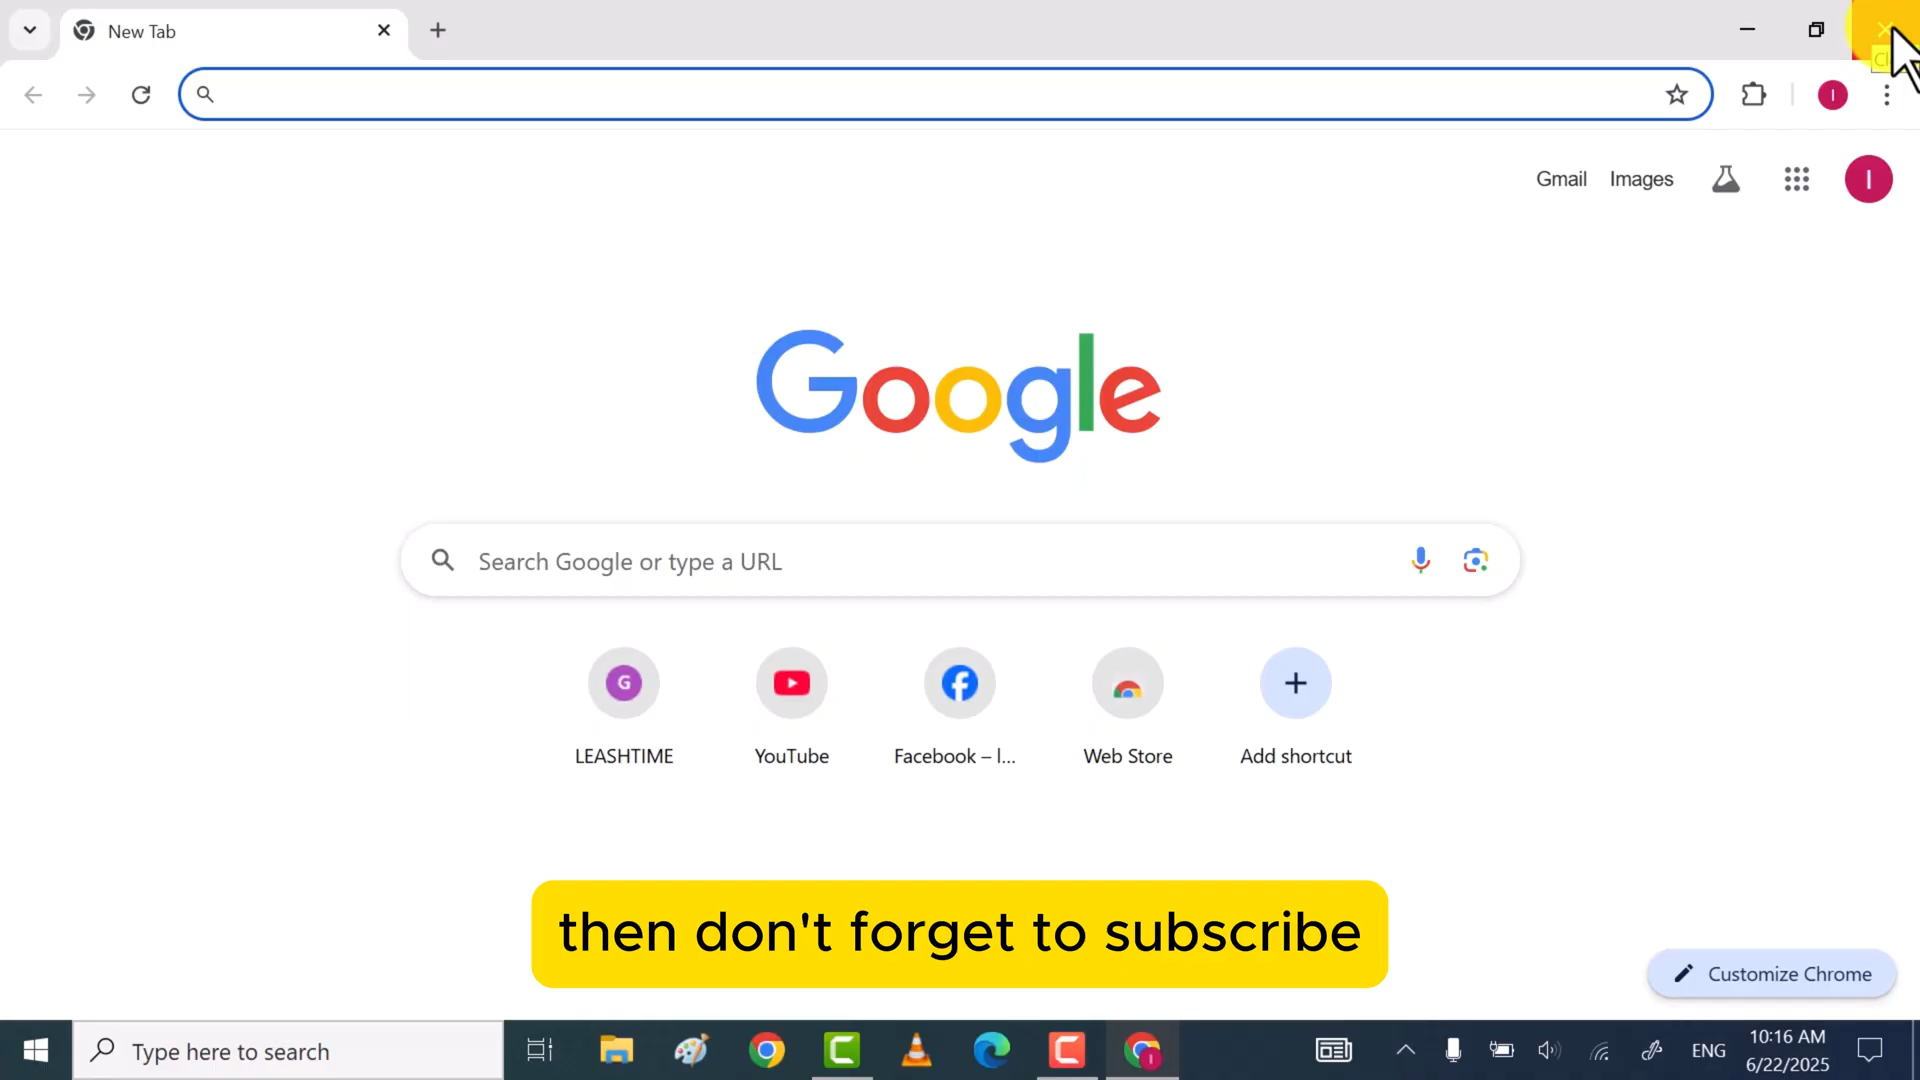 New Tab
Gmail Images
I
Google
Search Google or type a URL
G
LEASHTIME
YouTube
Facebook – l...
Web Store
Add shortcut
then don't forget to subscribe
Customize Chrome
Type here to search
ENG
10:16 AM
6/22/2025